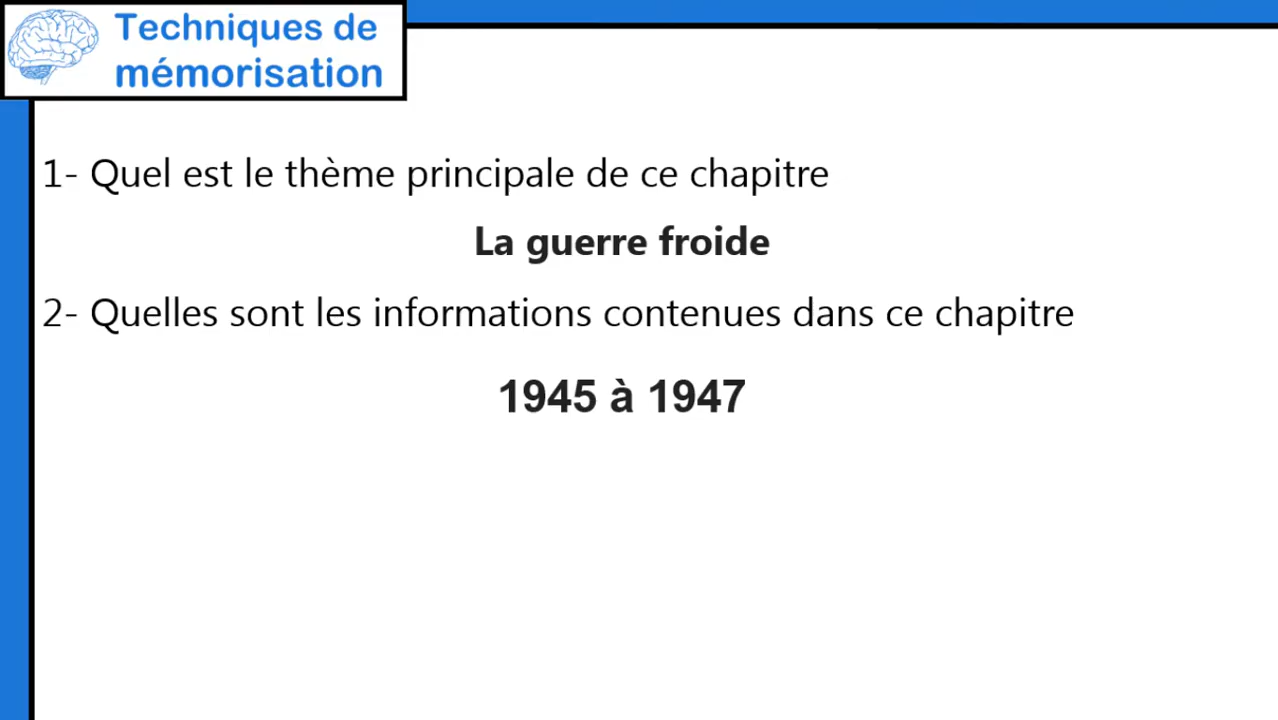 Techniques de
mémorisation
1- Quel est le thème principale de ce chapitre
La guerre froide
2- Quelles sont les informations contenues dans ce chapitre
1945 à 1947